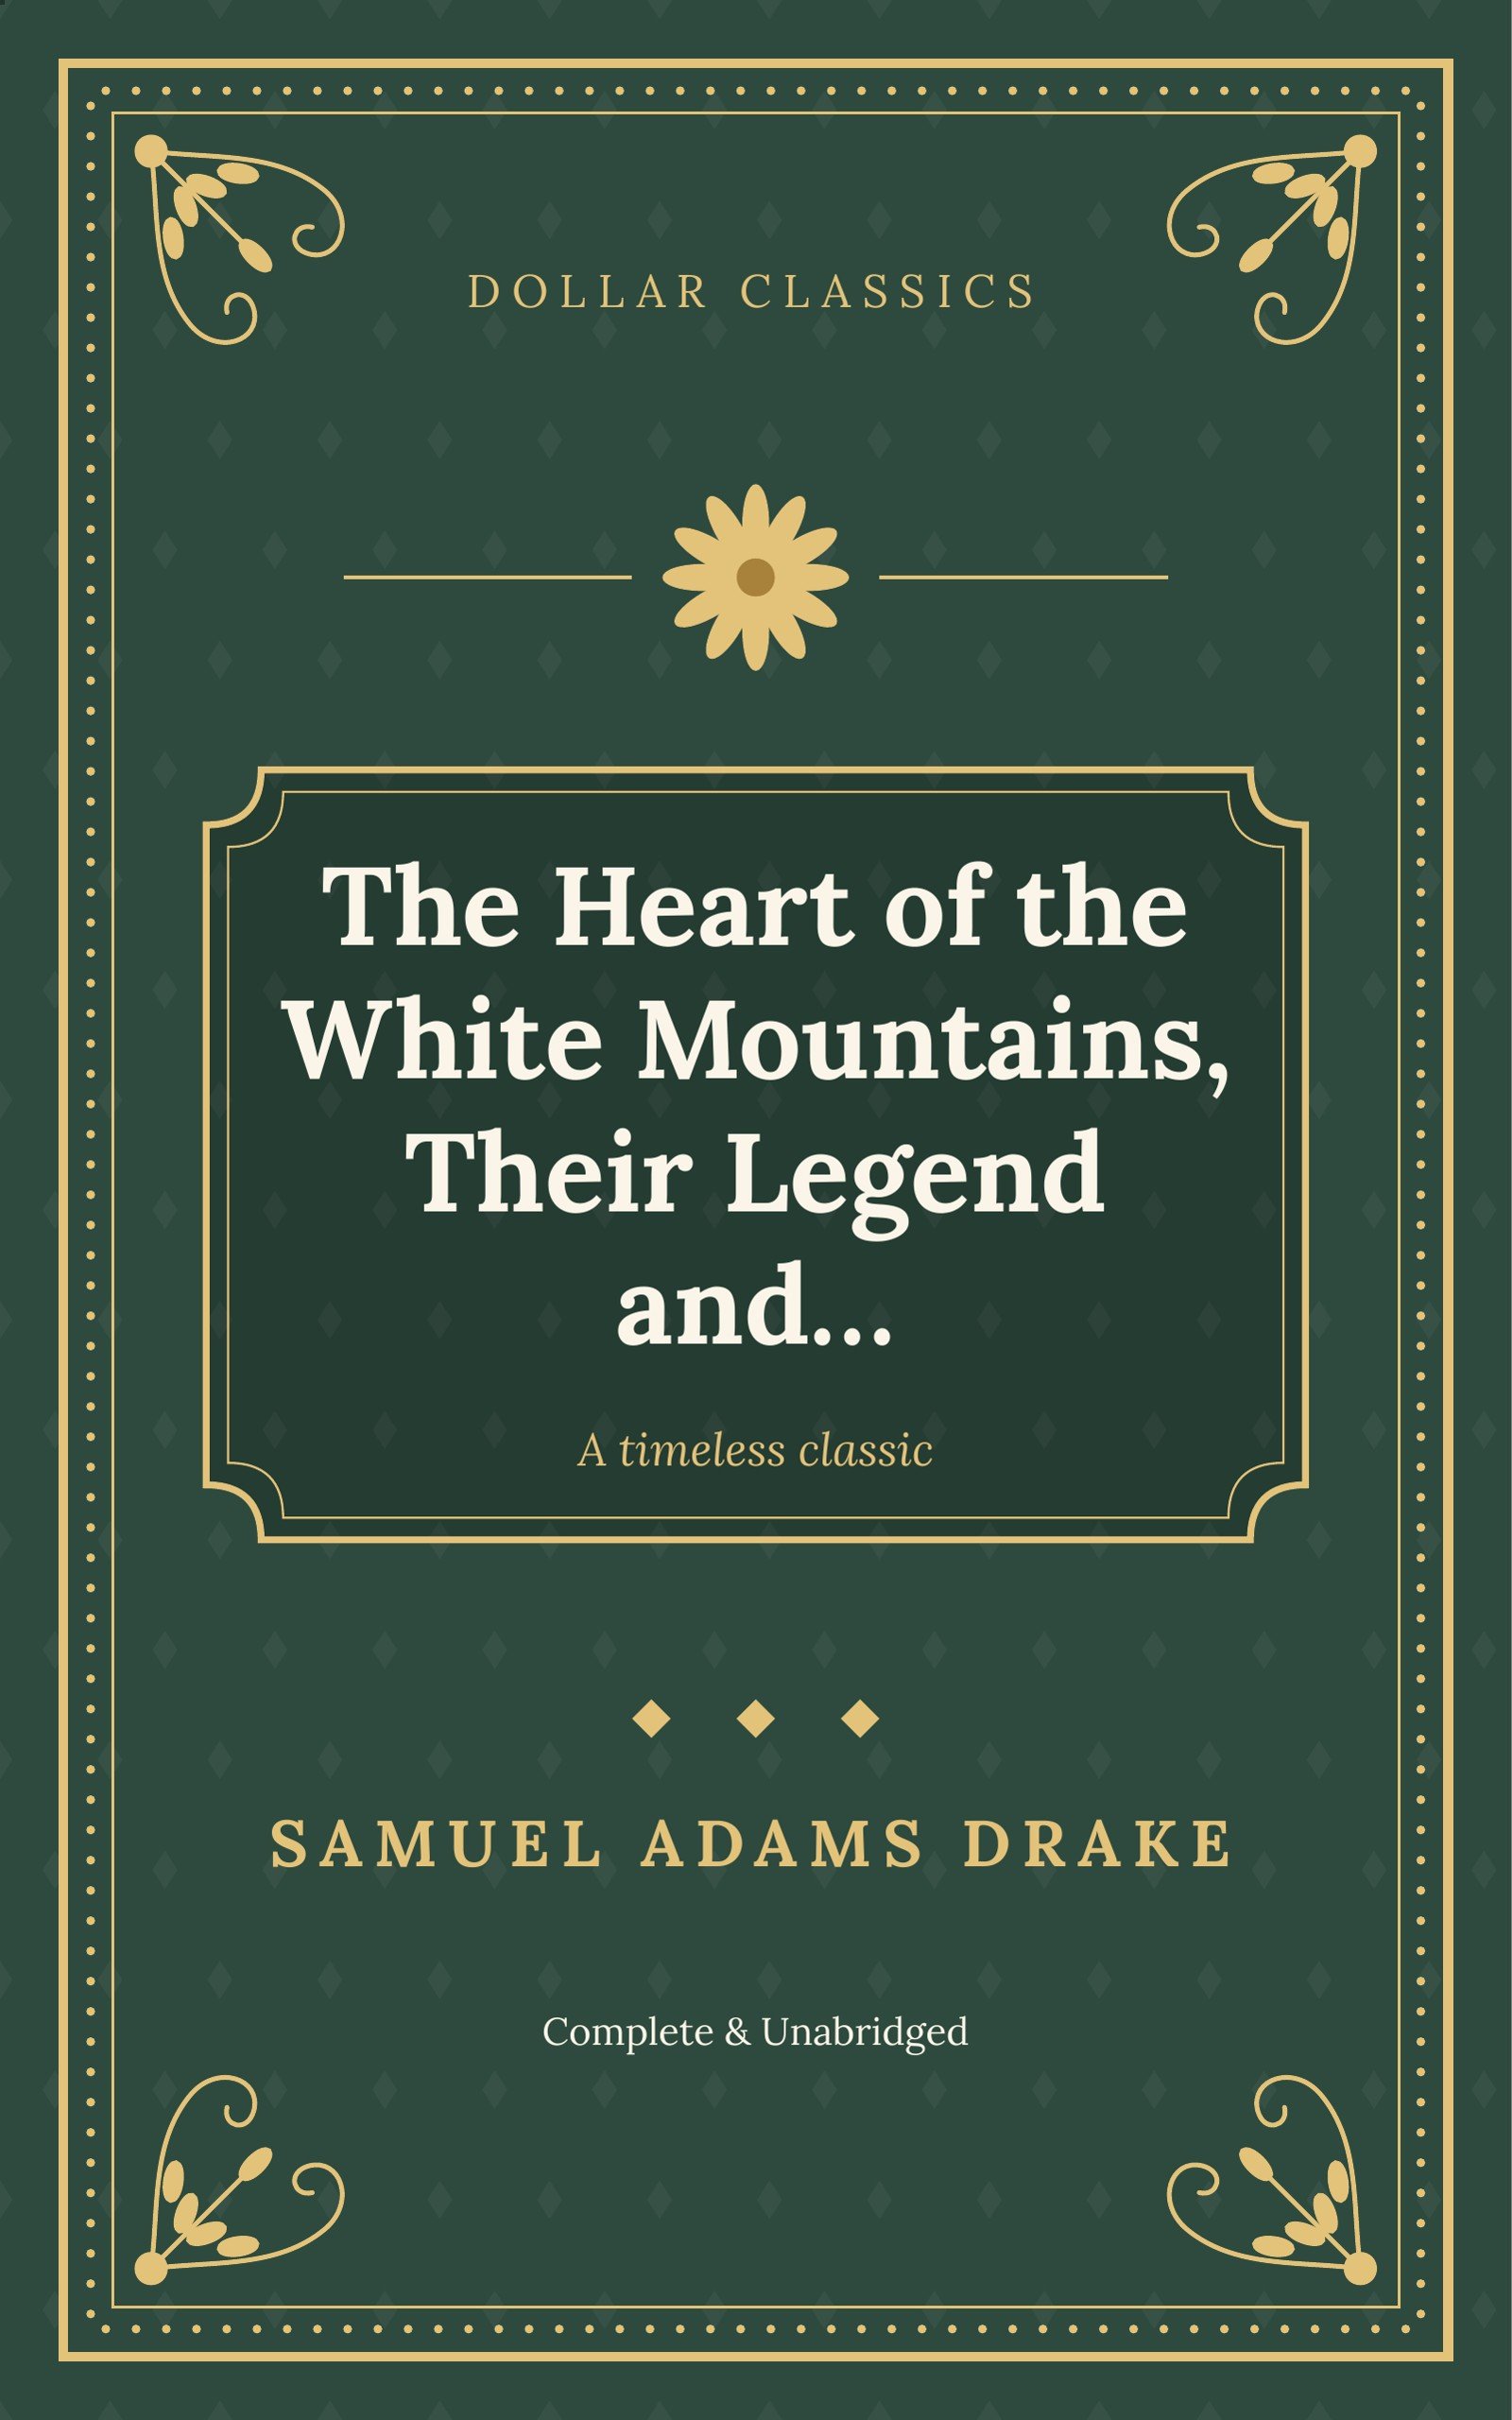 DOLLAR CLASSICS
The Heart of the
White Mountains,
Their Legend
and...
A timeless classic
SAMUEL ADAMS DRAKE
Complete & Unabridged